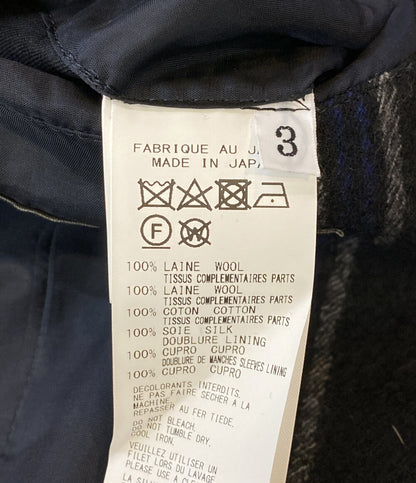 FABRIQUE AU
MADE IN JAPA
3
F
W
100% LAINE WOOL
TISSUS COMPLEMENTAIRES PARTS
100% LAINE WOOL
TISSUS COMPLEMENTAIRES PARTS
100% COTON COTTON
TISSUS COMPLEMENTAIRES PARTS
100% SOIE SILK
DOUBLURE LINING
100% CUPRO CUPRO
DOUBLURE DE MANCHES SLEEVES LINING
100% CUPRO CUPRO
DECOLORANTS INTERDITS.
NE PAS FAIRE SECHER A LA
MACHINE.
REPASSER AU FER TIEDE.
DO NOT BLEACH.
DO NOT TUMBLE DRY.
COOL IRON.
VEUILLEZ UTILISER UN
FILET LORS DU LAVAGE
PLEASE USE A